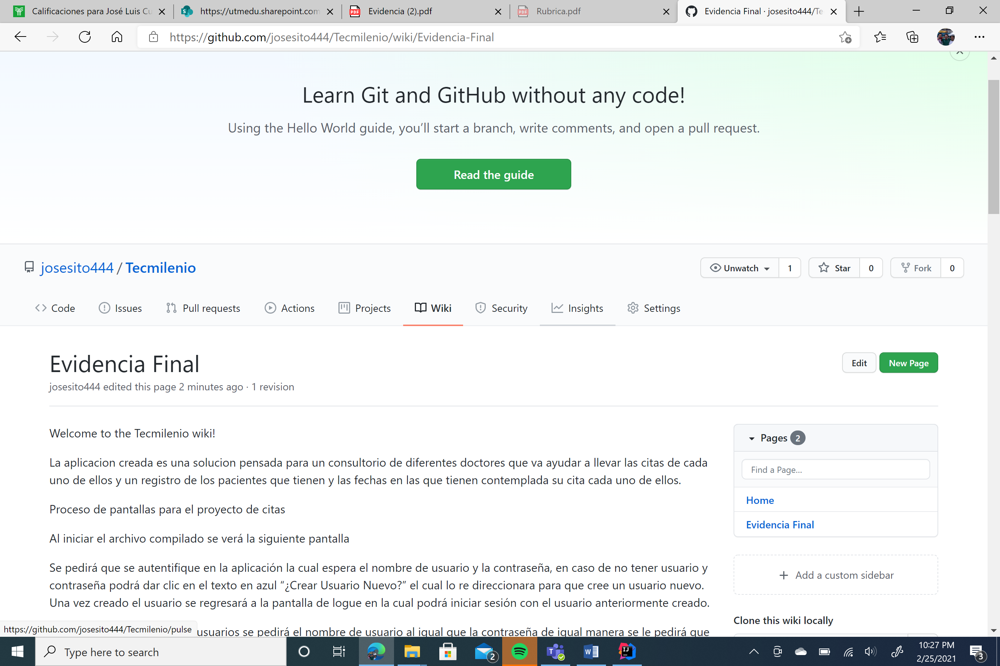 Calificaciones para José Luis Cu
https://utmedu.sharepoint.com
Evidencia (2).pdf
Rubrica.pdf
Evidencia Final · josesito444/Te
https://github.com/josesito444/Tecmilenio/wiki/Evidencia-Final
Learn Git and GitHub without any code!
Using the Hello World guide, you’ll start a branch, write comments, and open a pull request.
Read the guide
josesito444 / Tecmilenio
Unwatch 1
Star 0
Fork 0
Code
Issues
Pull requests
Actions
Projects
Wiki
Security
Insights
Settings
Evidencia Final
Edit
New Page
josesito444 edited this page 2 minutes ago · 1 revision
Welcome to the Tecmilenio wiki!
La aplicacion creada es una solucion pensada para un consultorio de diferentes doctores que va ayudar a llevar las citas de cada
uno de ellos y un registro de los pacientes que tienen y las fechas en las que tienen contemplada su cita cada uno de ellos.
Proceso de pantallas para el proyecto de citas
Al iniciar el archivo compilado se verá la siguiente pantalla
Se pedirá que se autentifique en la aplicación la cual espera el nombre de usuario y la contraseña, en caso de no tener usuario y
contraseña podrá dar clic en el texto en azul “¿Crear Usuario Nuevo?” el cual lo re direccionara para que cree un usuario nuevo.
Una vez creado el usuario se regresará a la pantalla de logue en la cual podrá iniciar sesión con el usuario anteriormente creado.
usuarios se pedirá el nombre de usuario al igual que la contraseña de igual manera se le pedirá que
Pages 2
Find a Page...
Home
Evidencia Final
+ Add a custom sidebar
Clone this wiki locally
https://github.com/josesito444/Tecmilenio/pulse
Type here to search
2
10:27 PM
2/25/2021
3